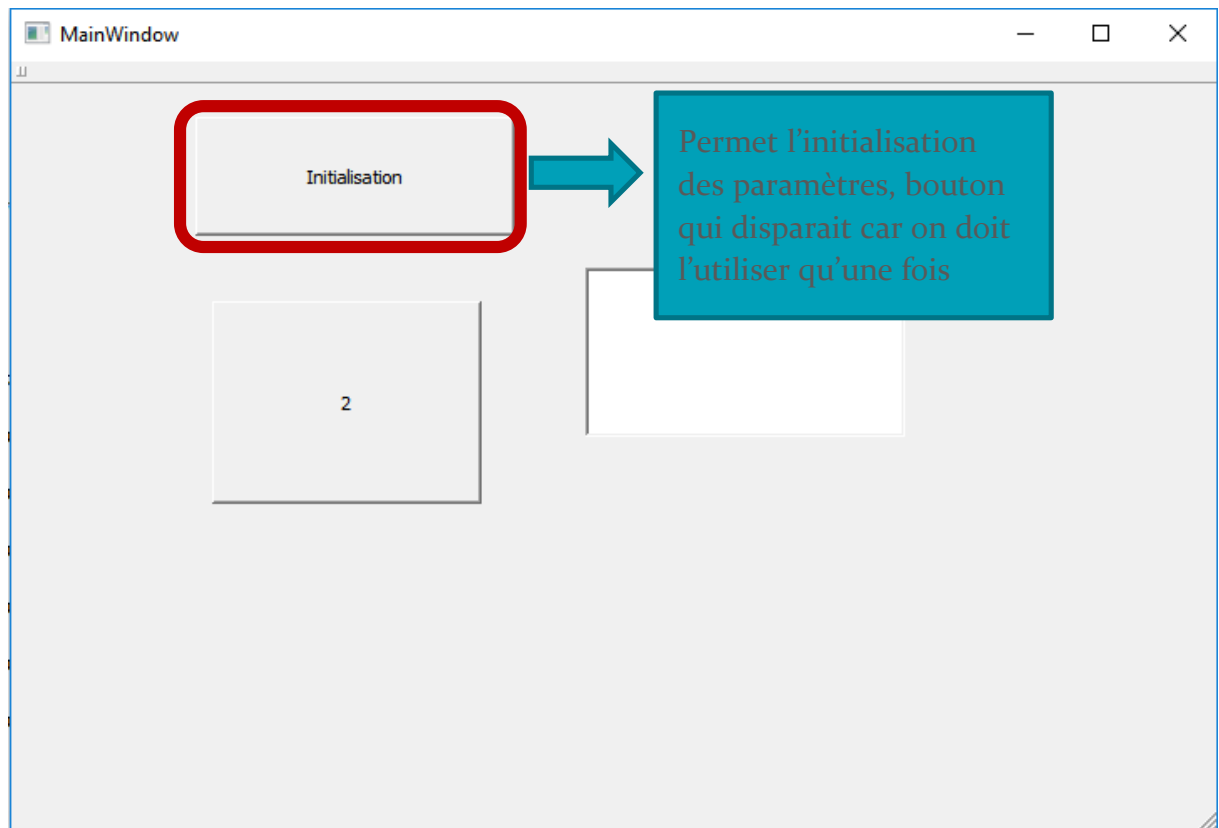 MainWindow
Initialisation
Permet l’initialisation
des paramètres, bouton
qui disparait car on doit
l’utiliser qu’une fois
2